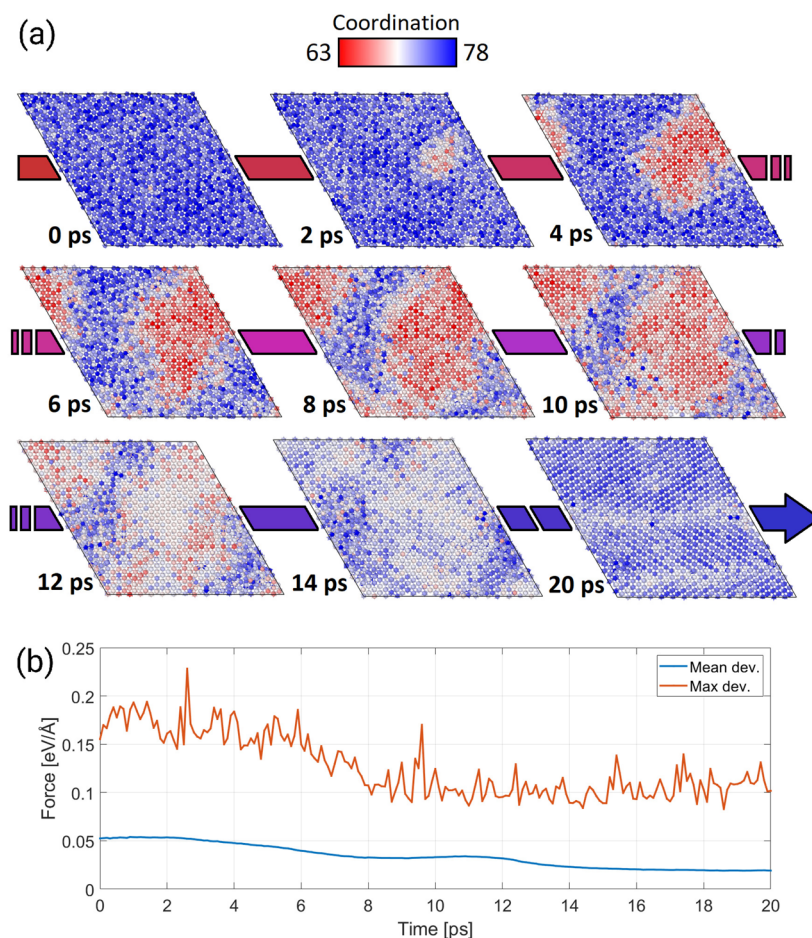 (a)
Coordination
63 78
0 ps
2 ps
4 ps
6 ps
8 ps
10 ps
12 ps
14 ps
20 ps
(b)
0.25
0.2
0.15
0.1
0.05
0
Force [eV/Å]
Mean dev.
Max dev.
0 2 4 6 8 10 12 14 16 18 20
Time [ps]